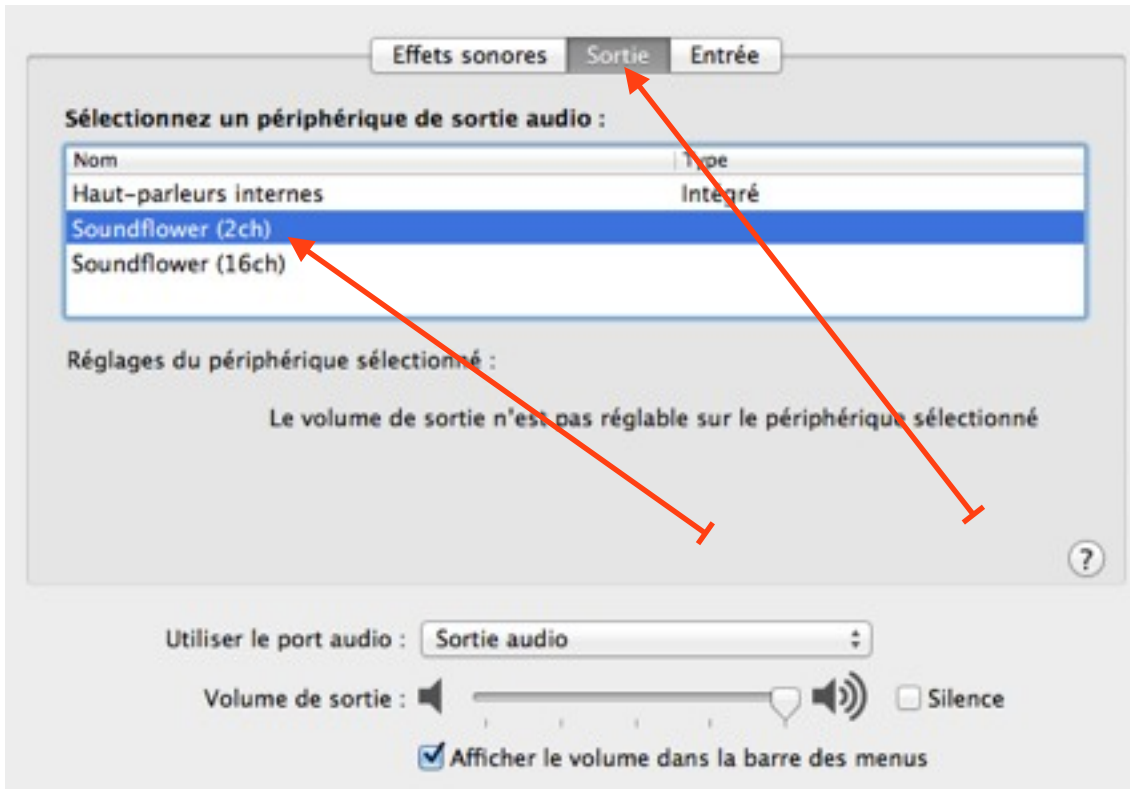 Effets sonores Sortie Entrée
Sélectionnez un périphérique de sortie audio :
Nom Type
Haut-parleurs internes Intégré
Soundflower (2ch)
Soundflower (16ch)
Réglages du périphérique sélectionné :
Le volume de sortie n'est pas réglable sur le périphérique sélectionné
?
Utiliser le port audio : Sortie audio
Volume de sortie : Silence
Afficher le volume dans la barre des menus